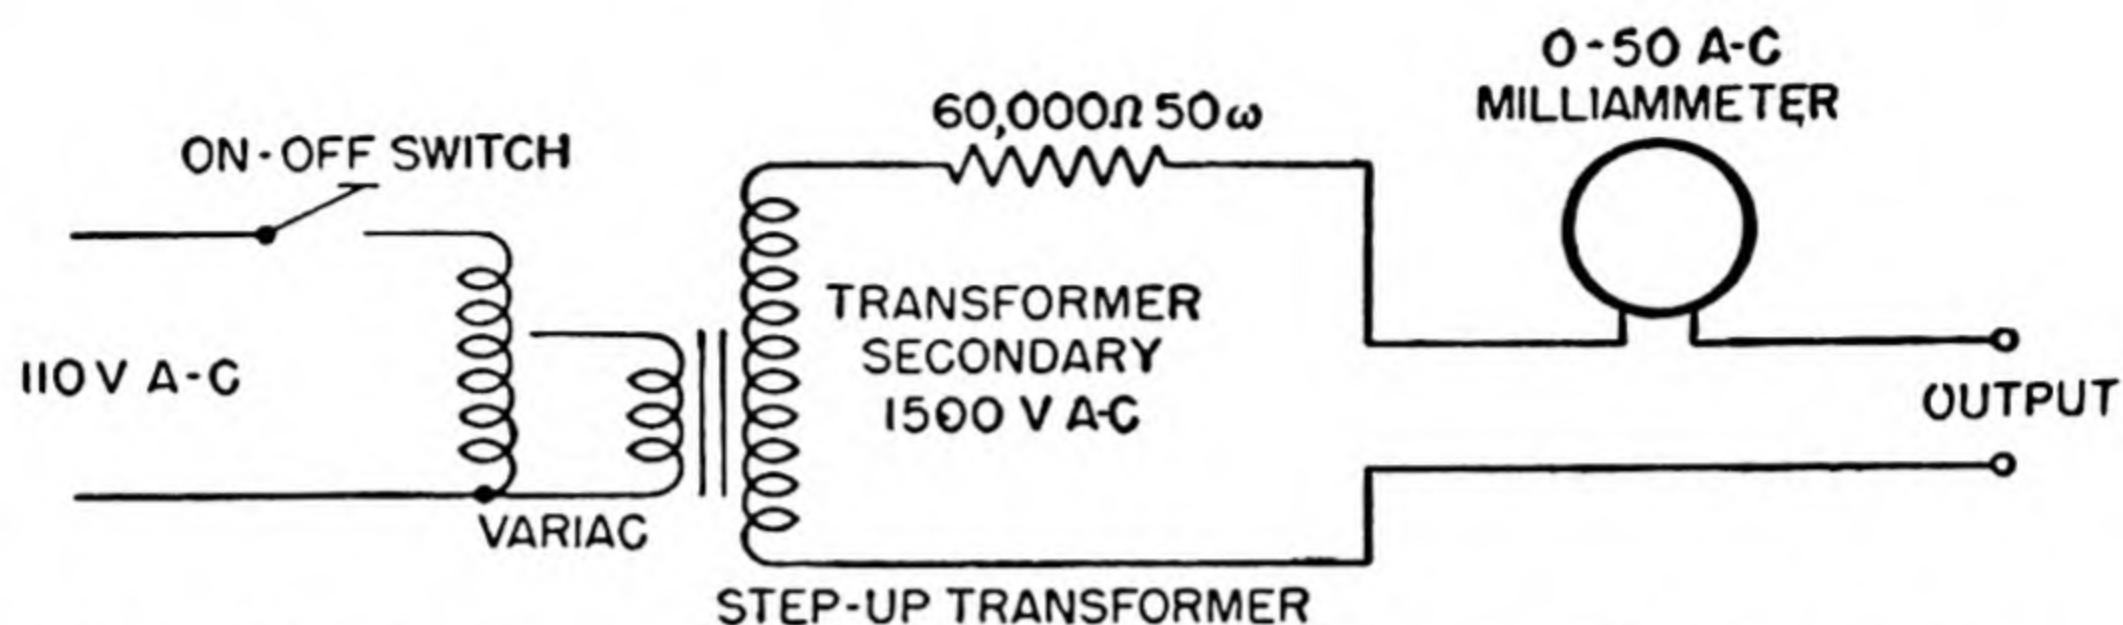 0-50 A-C
MILLIAMMETER
60,000Ω 50ω
ON-OFF SWITCH
TRANSFORMER
SECONDARY
1500 V A-C
110 V A-C
OUTPUT
VARIAC
STEP-UP TRANSFORMER